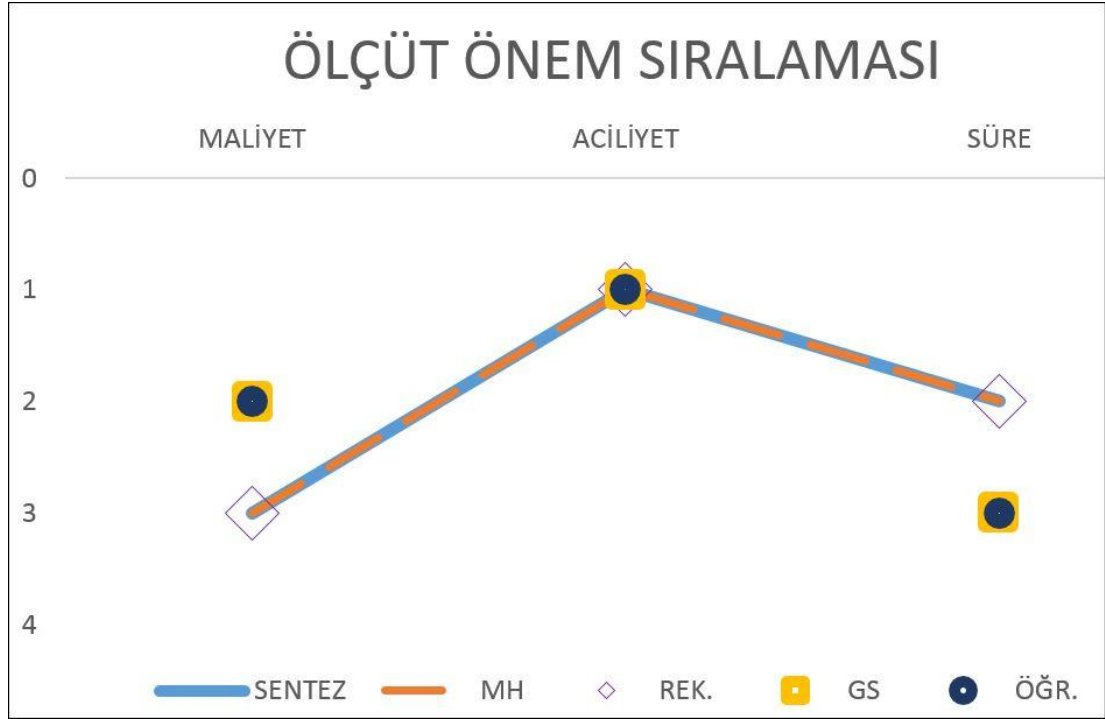 ÖLÇÜT ÖNEM SIRALAMASI
MALİYET ACİLİYET SÜRE
0
1
2
3
4
SENTEZ MH REK. GS ÖĞR.